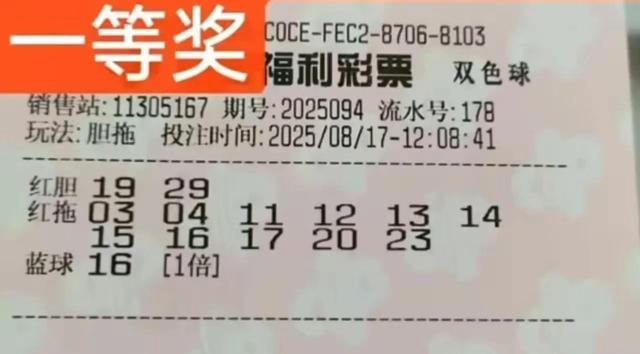 一等奖
COCE-FEC2-8706-8103
福利彩票 双色球
销售站:11305167 期号:2025094 流水号:178
玩法:胆拖 投注时间:2025/08/17-12:08:41
红胆 19 29
红拖 03 04 11 12 13 14
15 16 17 20 23
蓝球 16 [1倍]